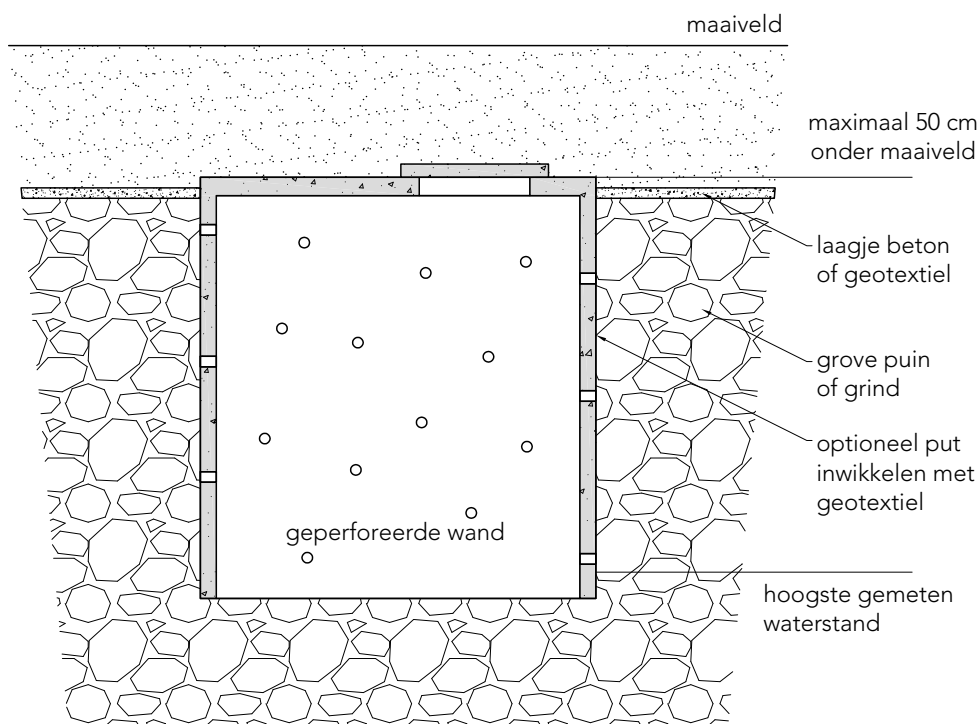 maaiveld
maximaal 50 cm
onder maaiveld
laagje beton
of geotextiel
grove puin
of grind
optioneel put
inwikkelen met
geotextiel
geperforeerde wand
hoogste gemeten
waterstand